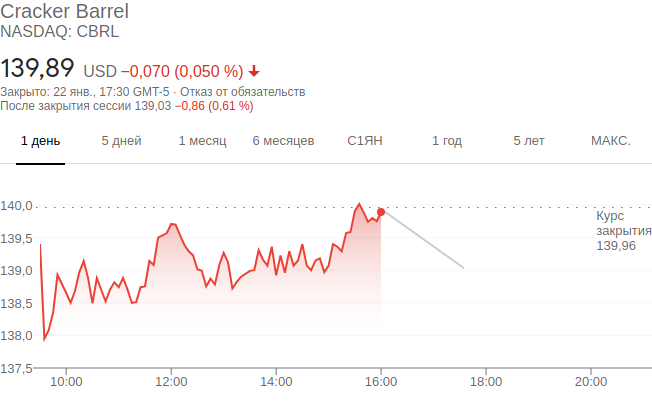 Cracker Barrel
NASDAQ: CBRL
139,89 USD −0,070 (0,050 %)
Закрыто: 22 янв., 17:30 GMT-5 · Отказ от обязательств
После закрытия сессии 139,03 −0,86 (0,61 %)
1 день 5 дней 1 месяц 6 месяцев С1ЯН 1 год 5 лет МАКС.
140,0
139,5
139,0
138,5
138,0
137,5
Курс
закрытия
139,96
10:00 12:00 14:00 16:00 18:00 20:00